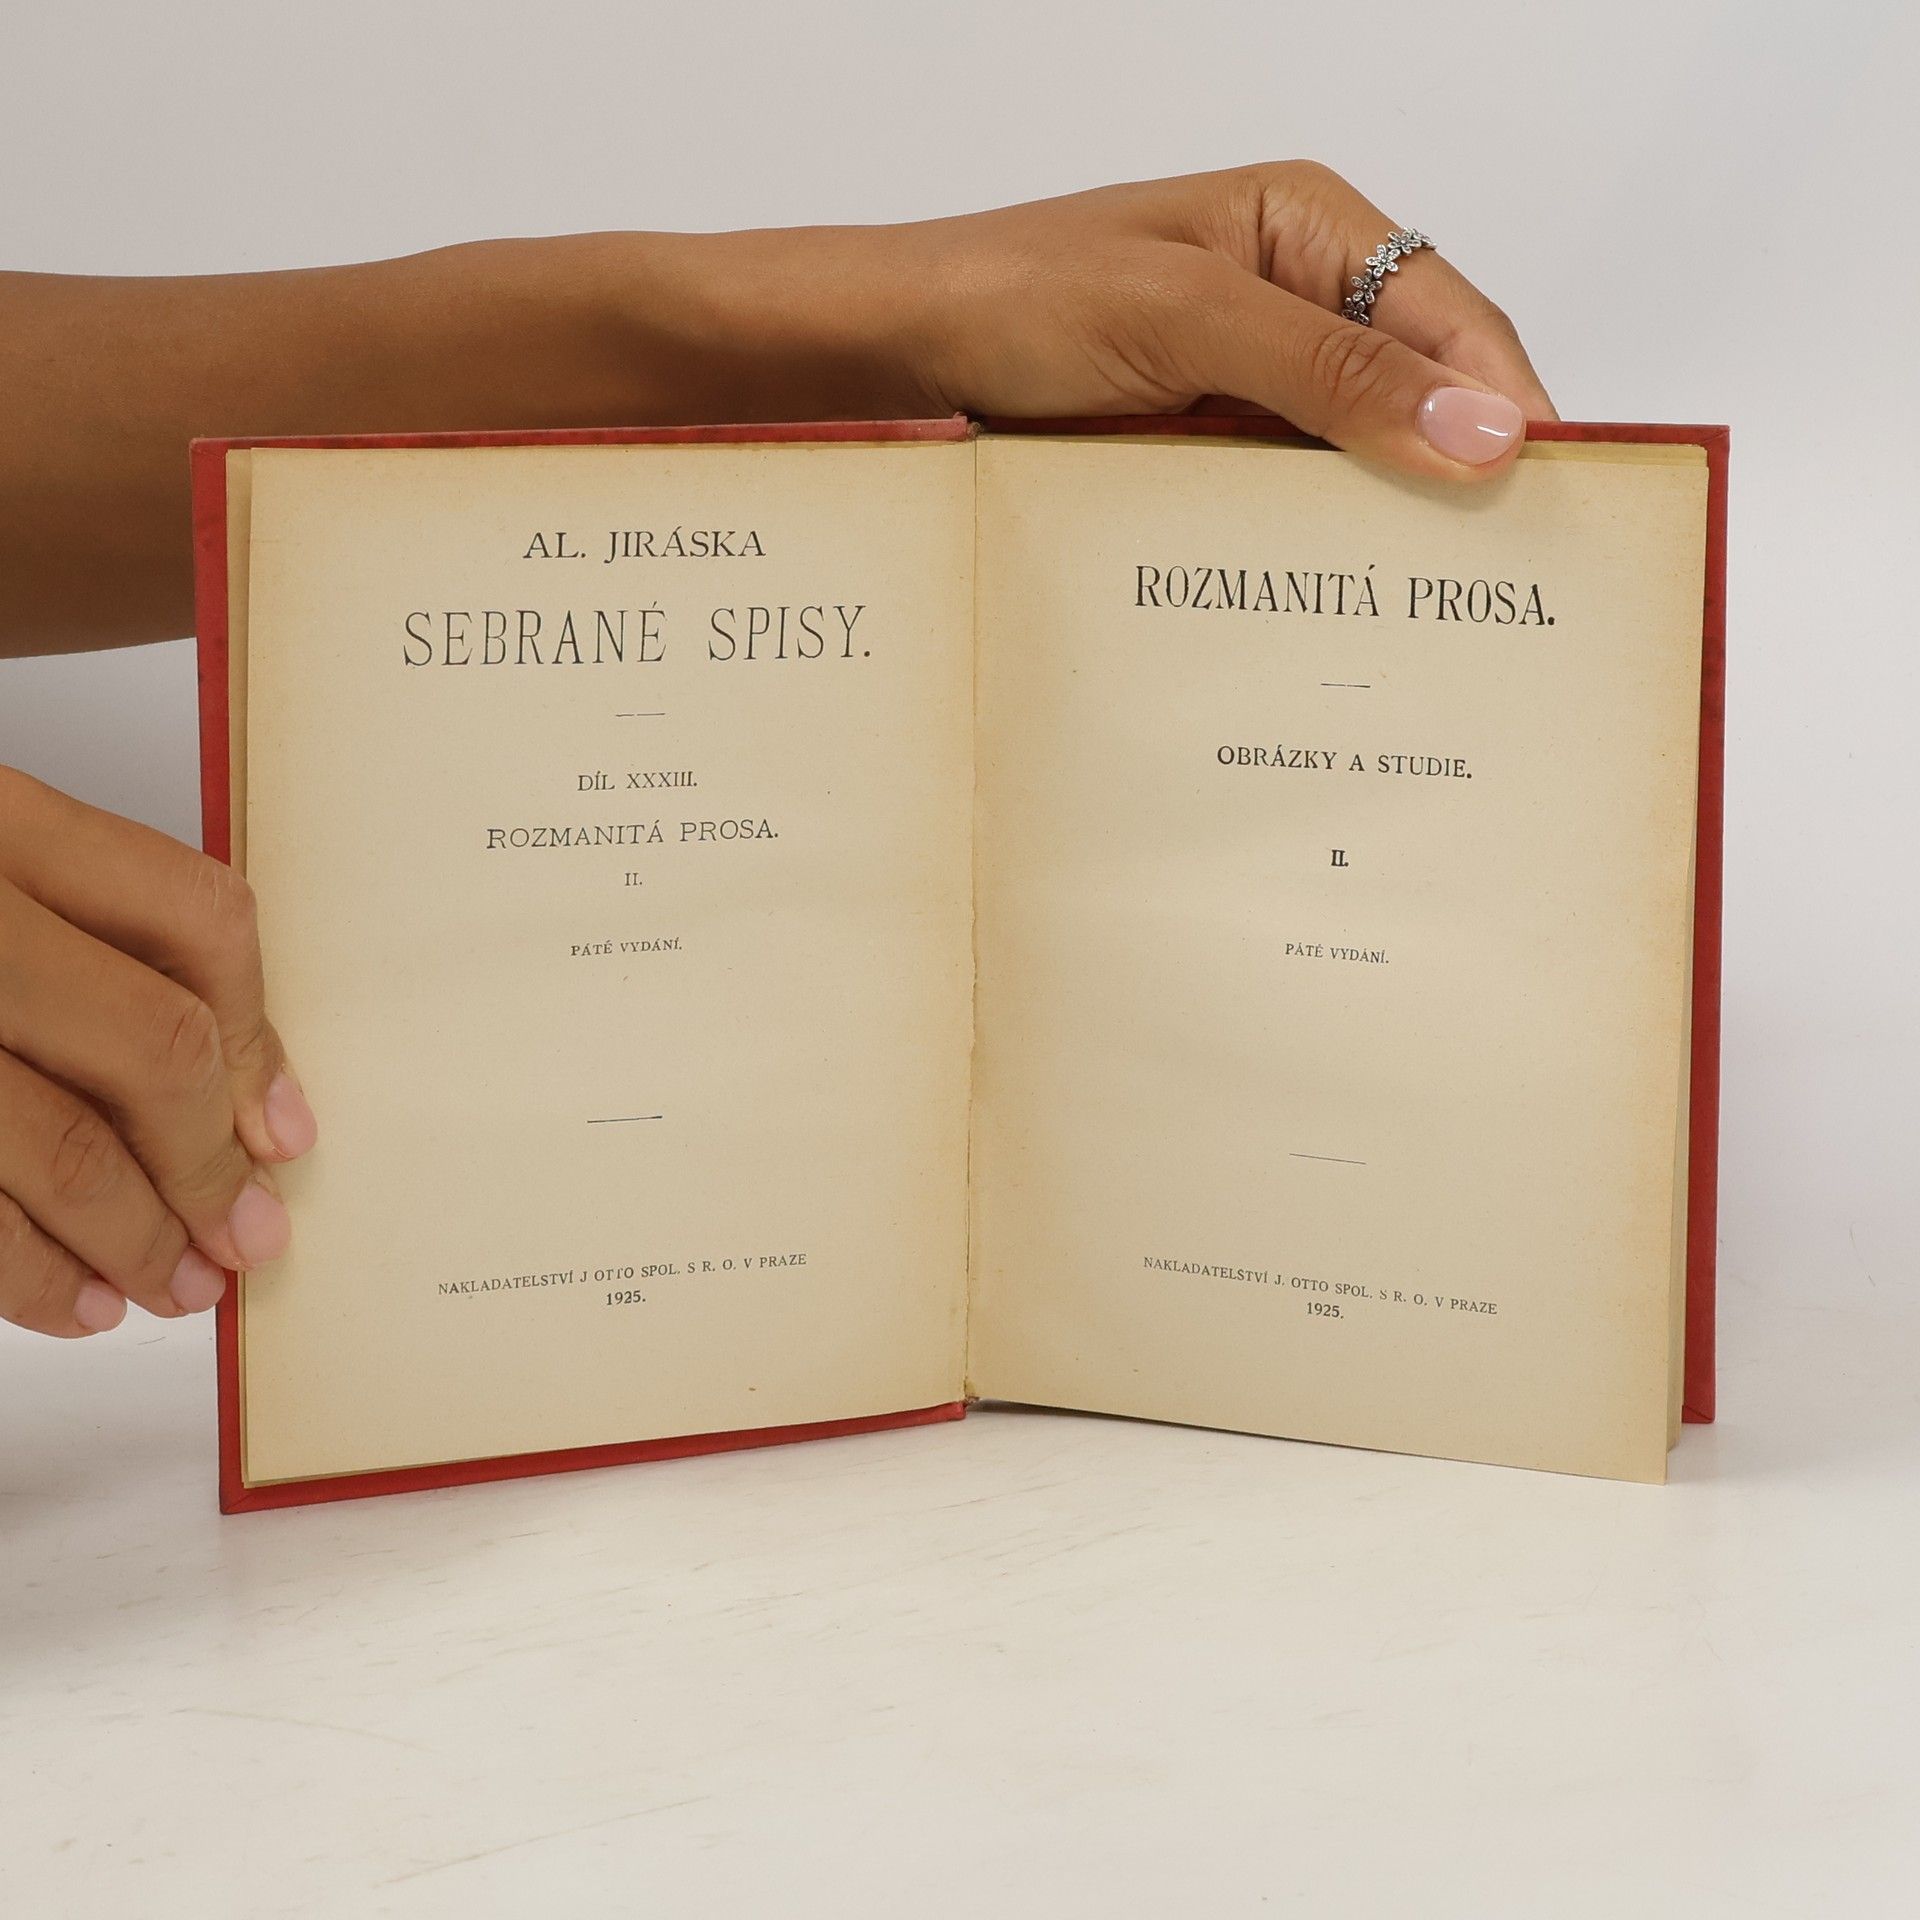 AL. JIRÁSKA
SEBRANÉ SPISY.
DÍL XXXIII.
ROZMANITÁ PROSA.
II.
PÁTÉ VYDÁNÍ.
NAKLADATELSTVÍ J OTTO SPOL. S R. O. V PRAZE
1925.
ROZMANITÁ PROSA.
OBRÁZKY A STUDIE.
II.
PÁTÉ VYDÁNÍ.
NAKLADATELSTVÍ J. OTTO SPOL. S R. O. V PRAZE
1925.